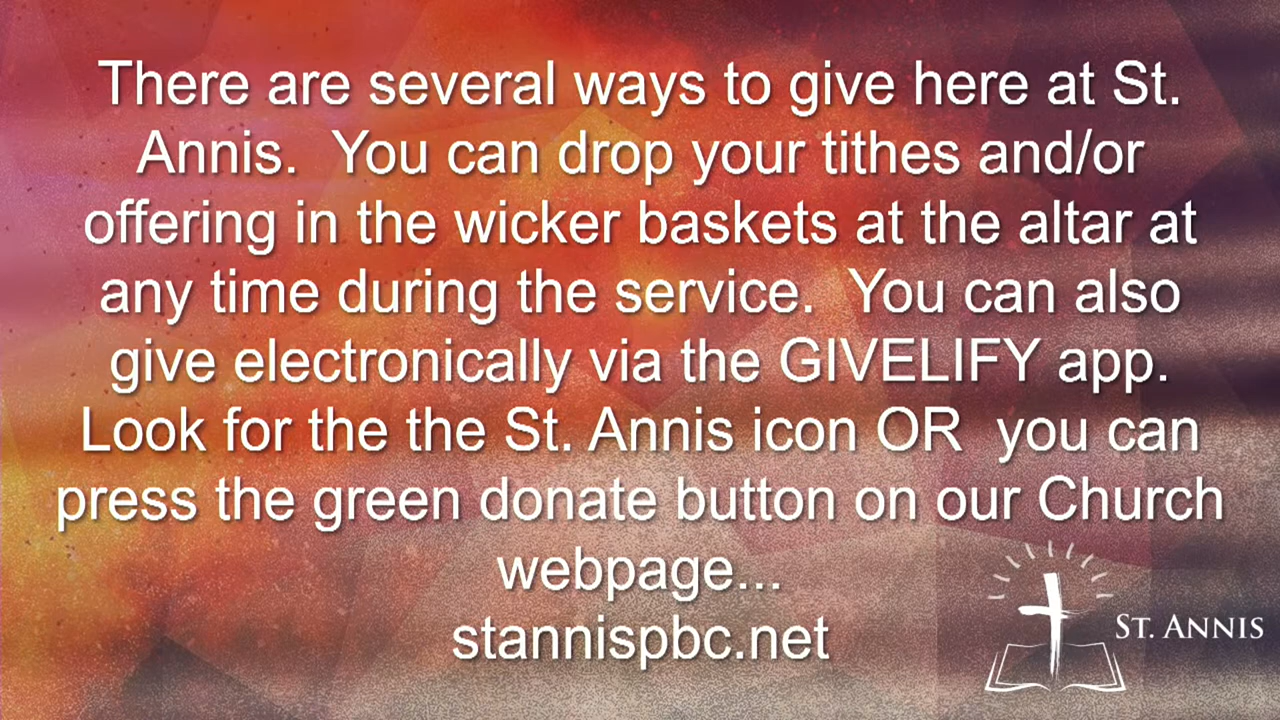 There are several ways to give here at St.
Annis.  You can drop your tithes and/or
offering in the wicker baskets at the altar at
any time during the service.  You can also
give electronically via the GIVELIFY app.
Look for the the St. Annis icon OR  you can
press the green donate button on our Church
webpage...
stannispbc.net
ST. ANNIS